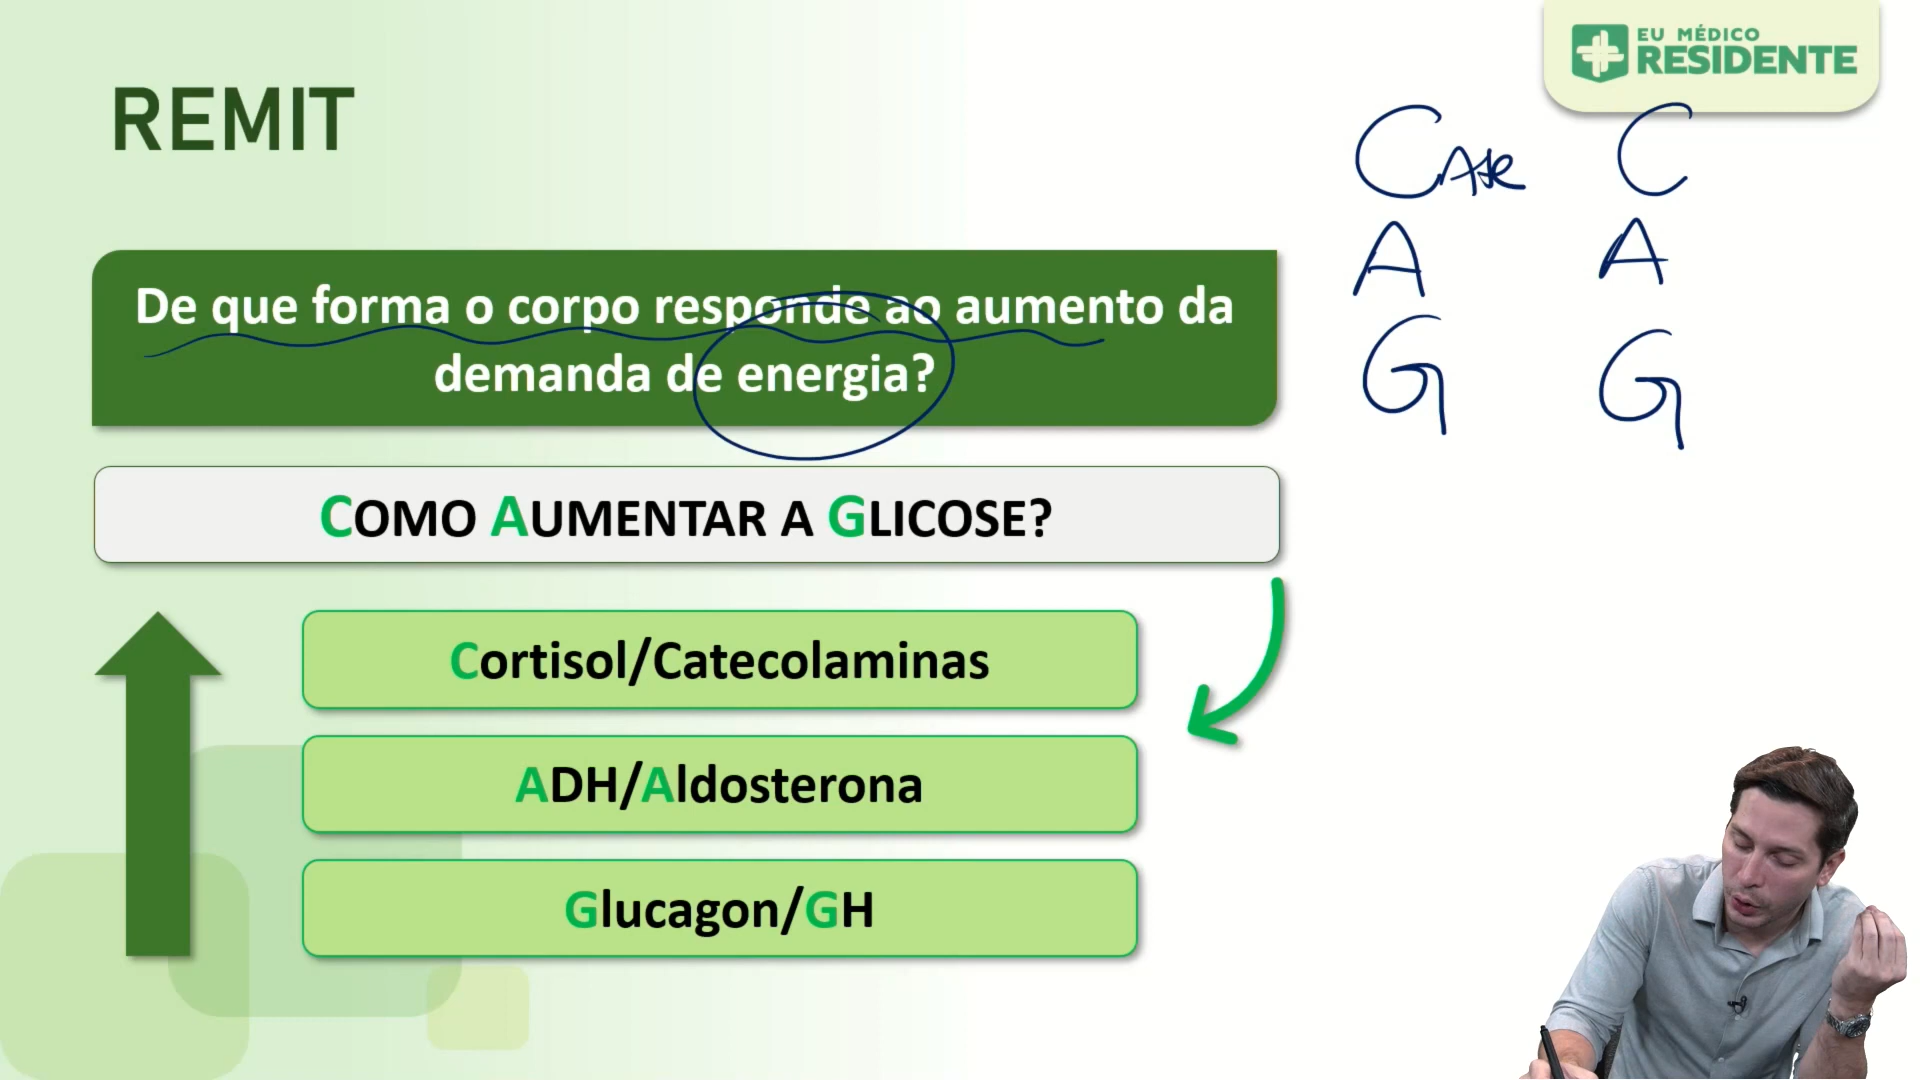 EU MÉDICO
RESIDENTE
REMIT
De que forma o corpo responde ao aumento da
demanda de energia?
COMO AUMENTAR A GLICOSE?
Cortisol/Catecolaminas
ADH/Aldosterona
Glucagon/GH
C
A
G
C
A
G